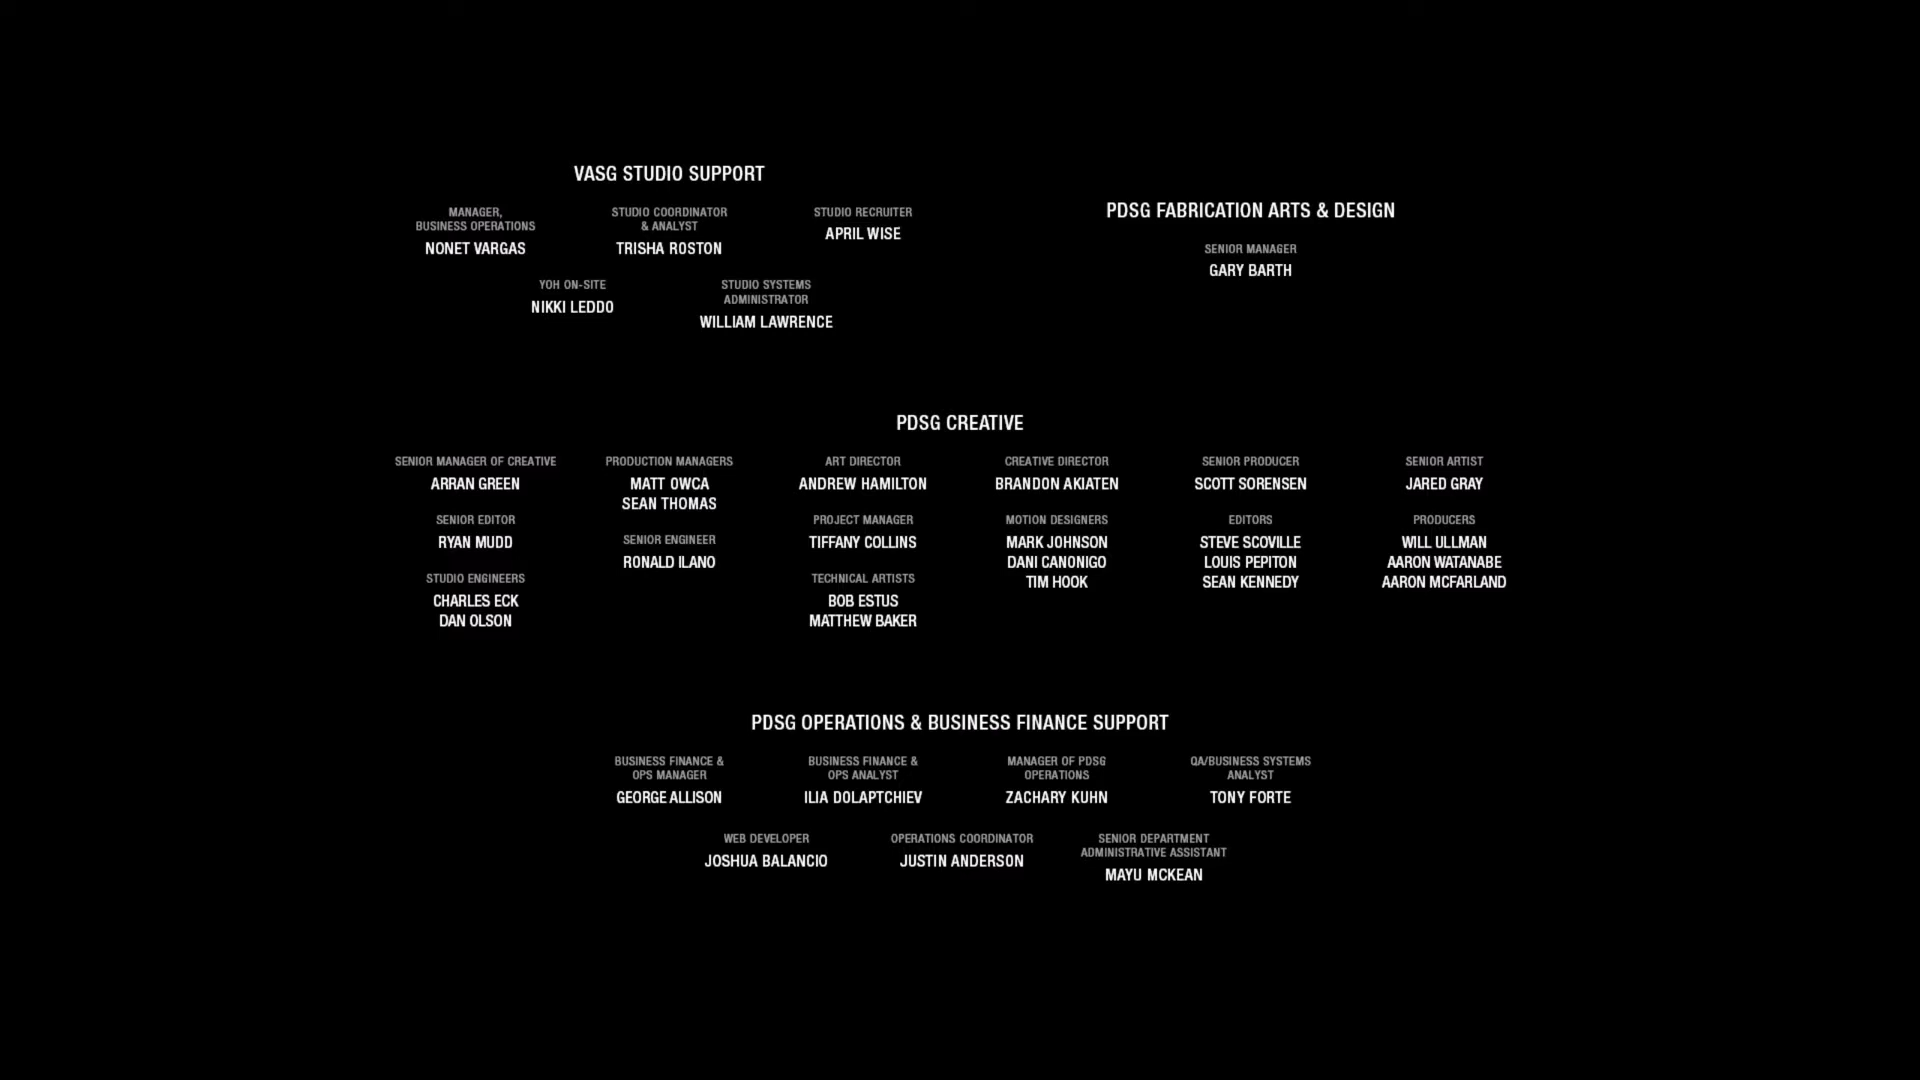 VASG STUDIO SUPPORT
MANAGER,
BUSINESS OPERATIONS
NONET VARGAS
STUDIO COORDINATOR
& ANALYST
TRISHA ROSTON
STUDIO RECRUITER
APRIL WISE
YOH ON-SITE
NIKKI LEDDO
STUDIO SYSTEMS
ADMINISTRATOR
WILLIAM LAWRENCE
PDSG FABRICATION ARTS & DESIGN
SENIOR MANAGER
GARY BARTH
PDSG CREATIVE
SENIOR MANAGER OF CREATIVE
ARRAN GREEN
SENIOR EDITOR
RYAN MUDD
STUDIO ENGINEERS
CHARLES ECK
DAN OLSON
PRODUCTION MANAGERS
MATT OWCA
SEAN THOMAS
SENIOR ENGINEER
RONALD ILANO
ART DIRECTOR
ANDREW HAMILTON
PROJECT MANAGER
TIFFANY COLLINS
TECHNICAL ARTISTS
BOB ESTUS
MATTHEW BAKER
CREATIVE DIRECTOR
BRANDON AKIATEN
MOTION DESIGNERS
MARK JOHNSON
DANI CANONIGO
TIM HOOK
SENIOR PRODUCER
SCOTT SORENSEN
EDITORS
STEVE SCOVILLE
LOUIS PEPITON
SEAN KENNEDY
SENIOR ARTIST
JARED GRAY
PRODUCERS
WILL ULLMAN
AARON WATANABE
AARON MCFARLAND
PDSG OPERATIONS & BUSINESS FINANCE SUPPORT
BUSINESS FINANCE &
OPS MANAGER
GEORGE ALLISON
BUSINESS FINANCE &
OPS ANALYST
ILIA DOLAPTCHIEV
MANAGER OF PDSG
OPERATIONS
ZACHARY KUHN
QA/BUSINESS SYSTEMS
ANALYST
TONY FORTE
WEB DEVELOPER
JOSHUA BALANCIO
OPERATIONS COORDINATOR
JUSTIN ANDERSON
SENIOR DEPARTMENT
ADMINISTRATIVE ASSISTANT
MAYU MCKEAN